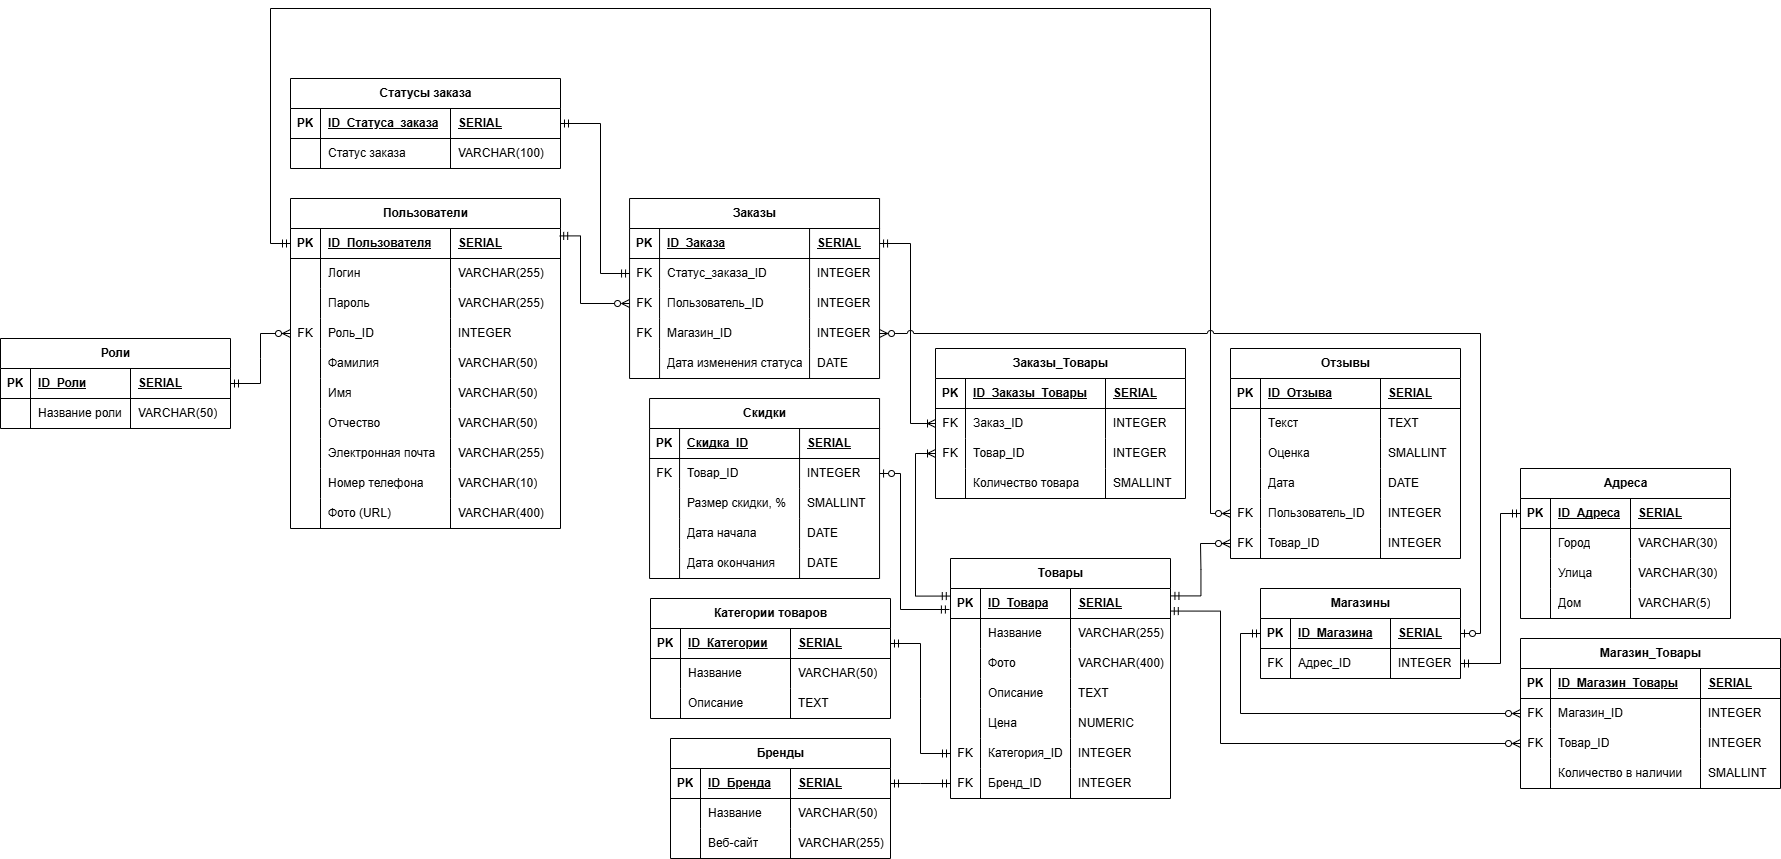 Статусы заказа
PK ID_Статуса_заказа SERIAL
Статус заказа VARCHAR(100)
Пользователи
PK ID_Пользователя SERIAL
Логин VARCHAR(255)
Пароль VARCHAR(255)
FK Роль_ID INTEGER
Фамилия VARCHAR(50)
Имя VARCHAR(50)
Отчество VARCHAR(50)
Электронная почта VARCHAR(255)
Номер телефона VARCHAR(10)
Фото (URL) VARCHAR(400)
Роли
PK ID_Роли SERIAL
Название роли VARCHAR(50)
Заказы
PK ID_Заказа SERIAL
FK Статус_заказа_ID INTEGER
FK Пользователь_ID INTEGER
FK Магазин_ID INTEGER
Дата изменения статуса DATE
Скидки
PK Скидка_ID SERIAL
FK Товар_ID INTEGER
Размер скидки, % SMALLINT
Дата начала DATE
Дата окончания DATE
Категории товаров
PK ID_Категории SERIAL
Название VARCHAR(50)
Описание TEXT
Бренды
PK ID_Бренда SERIAL
Название VARCHAR(50)
Веб-сайт VARCHAR(255)
Заказы_Товары
PK ID_Заказы_Товары SERIAL
FK Заказ_ID INTEGER
FK Товар_ID INTEGER
Количество товара SMALLINT
Товары
PK ID_Товара SERIAL
Название VARCHAR(255)
Фото VARCHAR(400)
Описание TEXT
Цена NUMERIC
FK Категория_ID INTEGER
FK Бренд_ID INTEGER
Отзывы
PK ID_Отзыва SERIAL
Текст TEXT
Оценка SMALLINT
Дата DATE
FK Пользователь_ID INTEGER
FK Товар_ID INTEGER
Магазины
PK ID_Магазина SERIAL
FK Адрес_ID INTEGER
Адреса
PK ID_Адреса SERIAL
Город VARCHAR(30)
Улица VARCHAR(30)
Дом VARCHAR(5)
Магазин_Товары
PK ID_Магазин_Товары SERIAL
FK Магазин_ID INTEGER
FK Товар_ID INTEGER
Количество в наличии SMALLINT